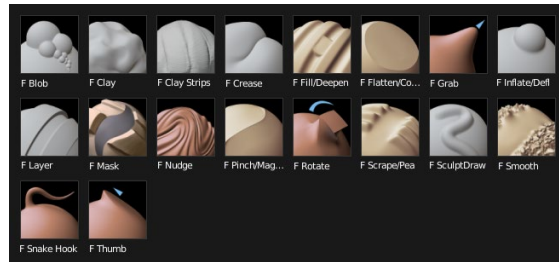 F Blob
F Clay
F Clay Strips
F Crease
F Fill/Deepen
F Flatten/Co...
F Grab
F Inflate/Defl
F Layer
F Mask
F Nudge
F Pinch/Mag...
F Rotate
F Scrape/Pea
F SculptDraw
F Smooth
F Snake Hook
F Thumb